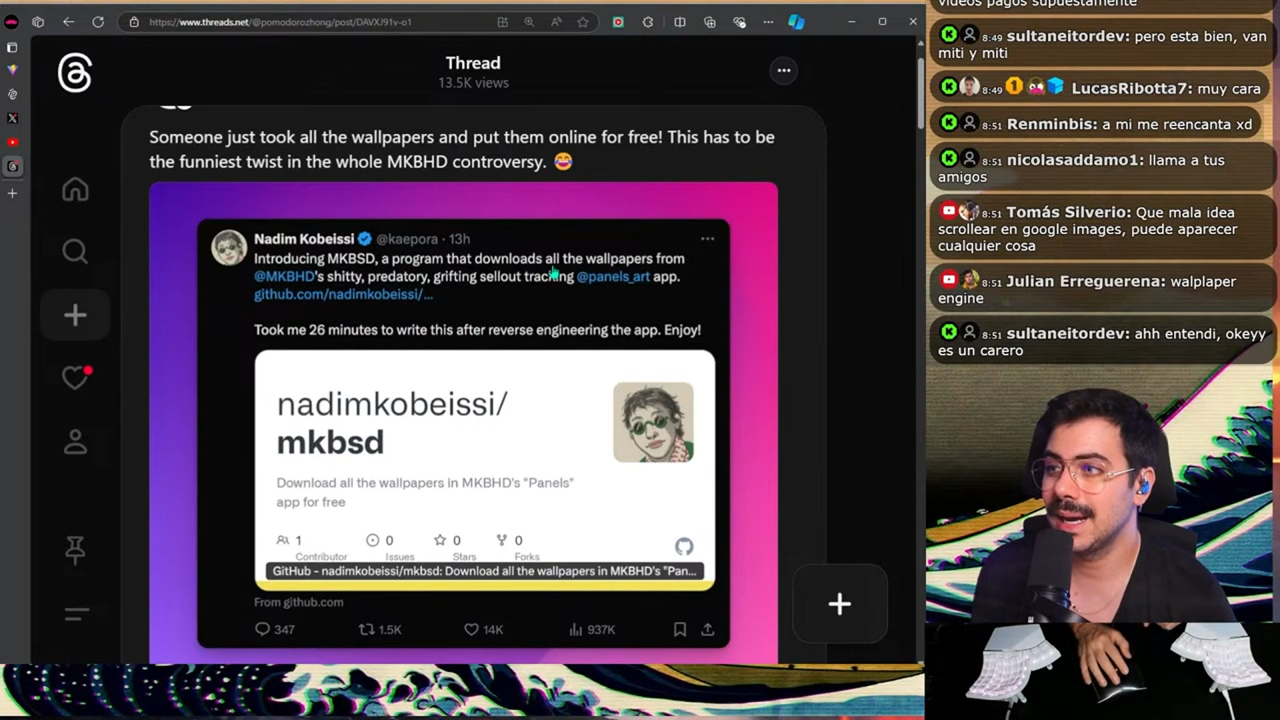 https://www.threads.net/@pomodorozhong/post/DAVXJ91v-o1
Thread
13.5K views
Someone just took all the wallpapers and put them online for free! This has to be
the funniest twist in the whole MKBHD controversy. 😂
Nadim Kobeissi @kaepora · 13h
Introducing MKBSD, a program that downloads all the wallpapers from
@MKBHD's shitty, predatory, grifting sellout tracking @panels_art app.
github.com/nadimkobeissi/...
Took me 26 minutes to write this after reverse engineering the app. Enjoy!
nadimkobeissi/
mkbsd
Download all the wallpapers in MKBHD's "Panels"
app for free
1
Contributor
0
Issues
0
Stars
0
Forks
GitHub - nadimkobeissi/mkbsd: Download all the wallpapers in MKBHD's "Pan...
From github.com
347
1.5K
14K
937K
videos pagos supuestamente
8:49 sultaneitordev: pero esta bien, van
miti y miti
8:49 LucasRibotta7: muy cara
8:51 Renminbis: a mi me reencanta xd
8:51 nicolasaddamo1: llama a tus
amigos
8:51 Tomás Silverio: Que mala idea
scrollear en google images, puede aparecer
cualquier cosa
8:51 Julian Erreguerena: walplaper
engine
8:51 sultaneitordev: ahh entendi, okeyy
es un carero